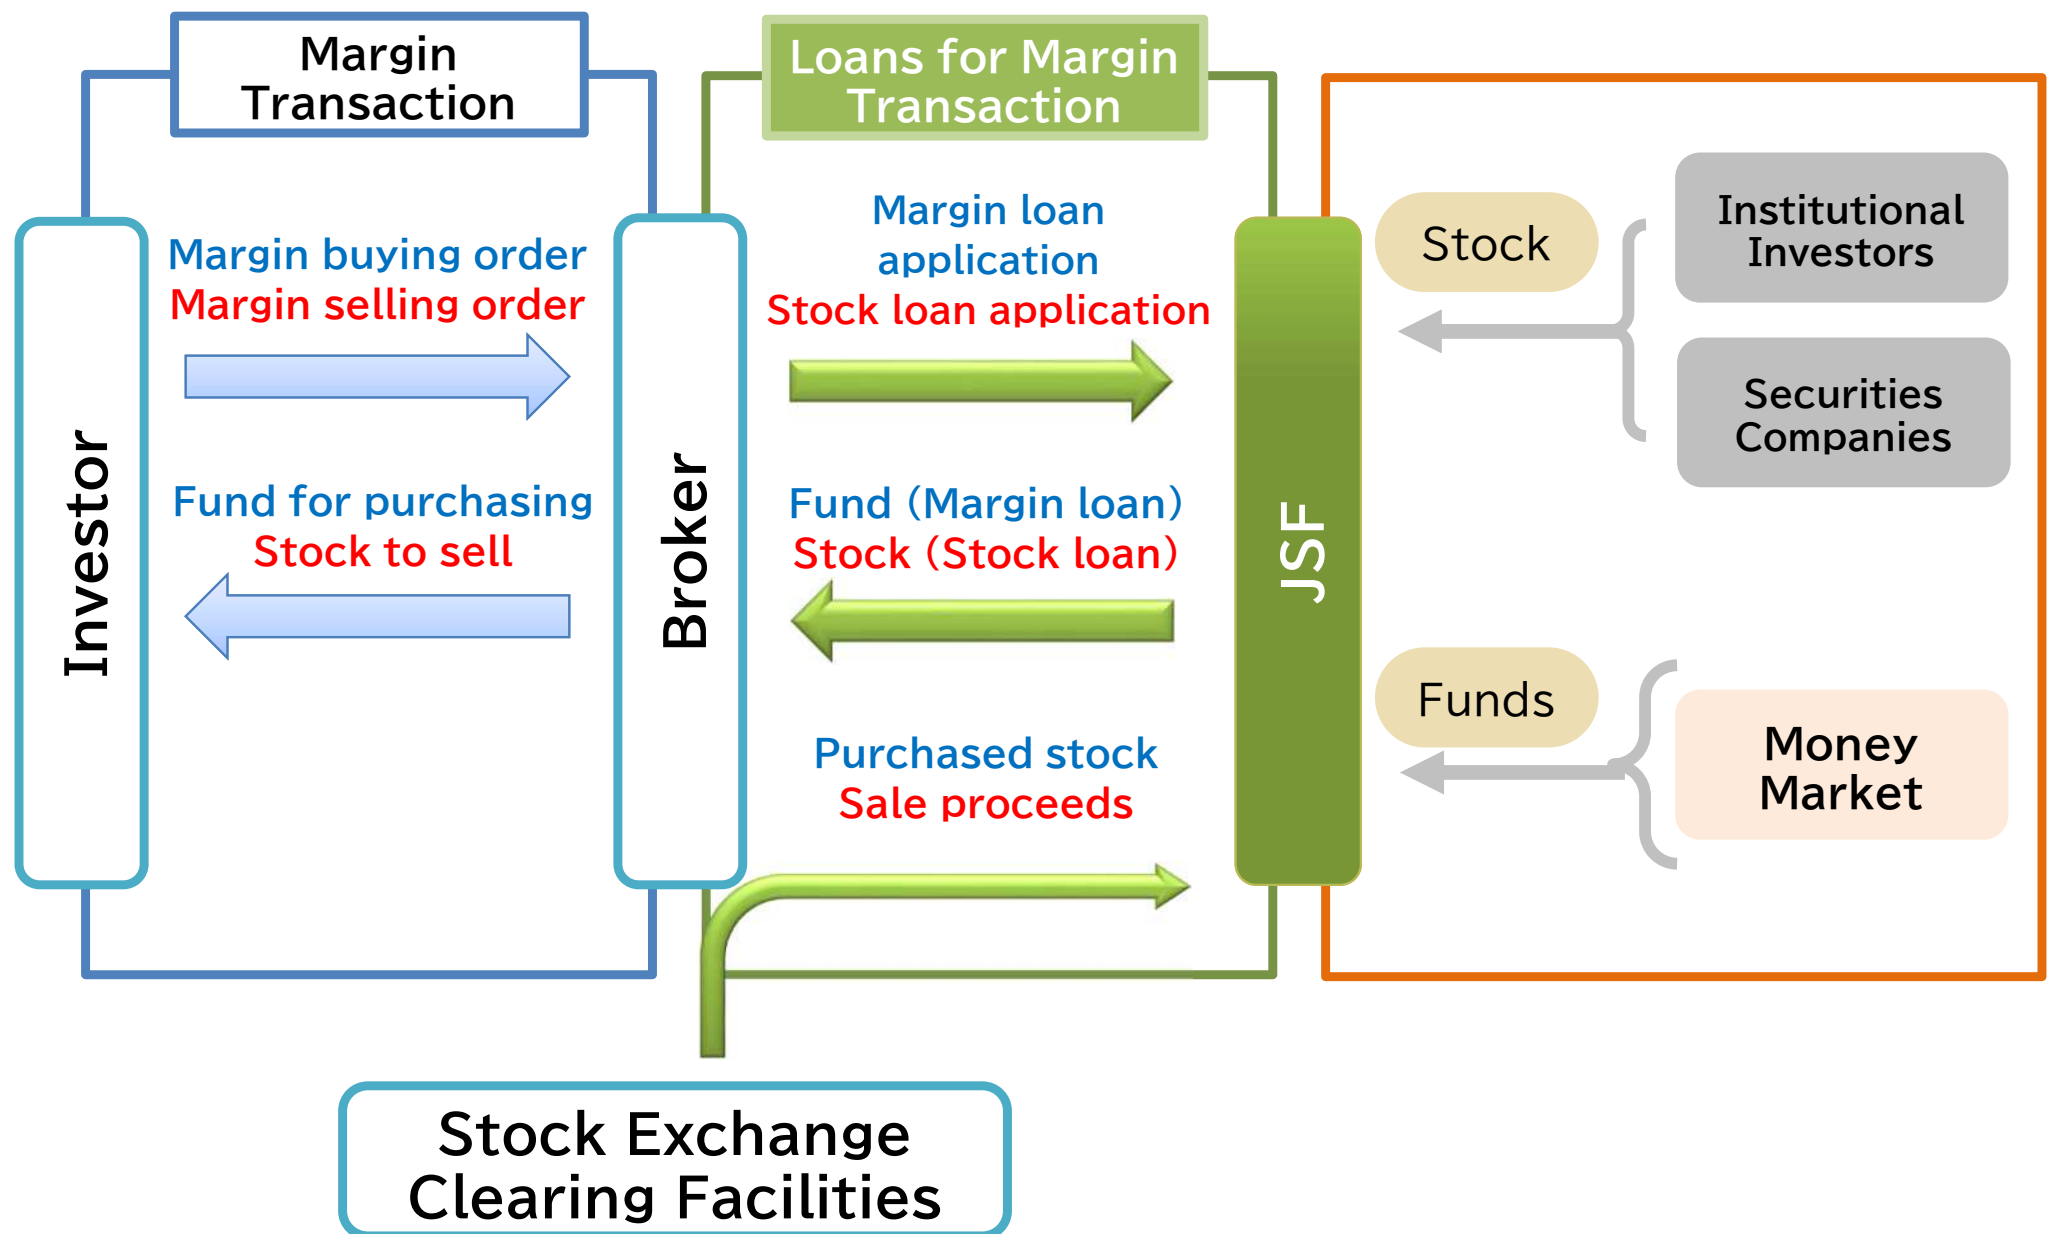 Margin
Transaction
Loans for Margin
Transaction
Investor
Margin buying order
Margin selling order
Fund for purchasing
Stock to sell
Broker
Margin loan
application
Stock loan application
Fund (Margin loan)
Stock (Stock loan)
Purchased stock
Sale proceeds
JSF
Stock
Institutional
Investors
Securities
Companies
Funds
Money
Market
Stock Exchange
Clearing Facilities